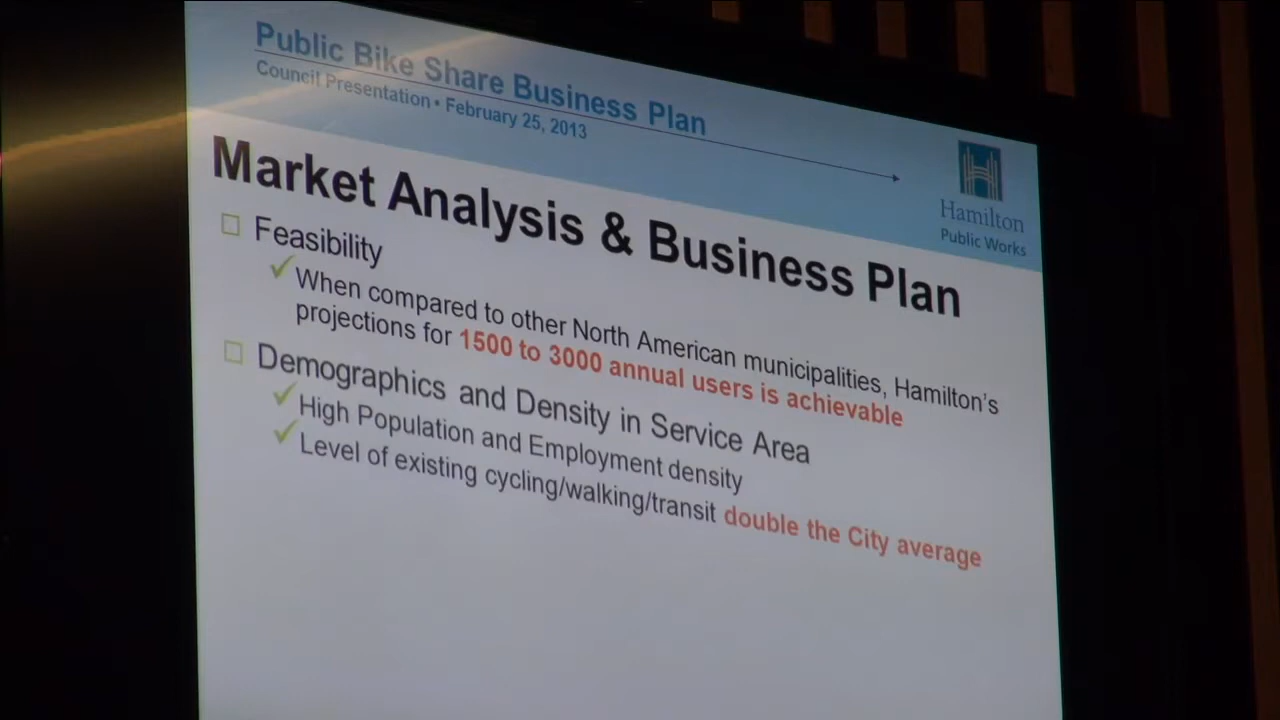 Public Bike Share Business Plan
Council Presentation • February 25, 2013
Hamilton
Public Works
Market Analysis & Business Plan
Feasibility
When compared to other North American municipalities, Hamilton's
projections for 1500 to 3000 annual users is achievable
Demographics and Density in Service Area
High Population and Employment density
Level of existing cycling/walking/transit double the City average